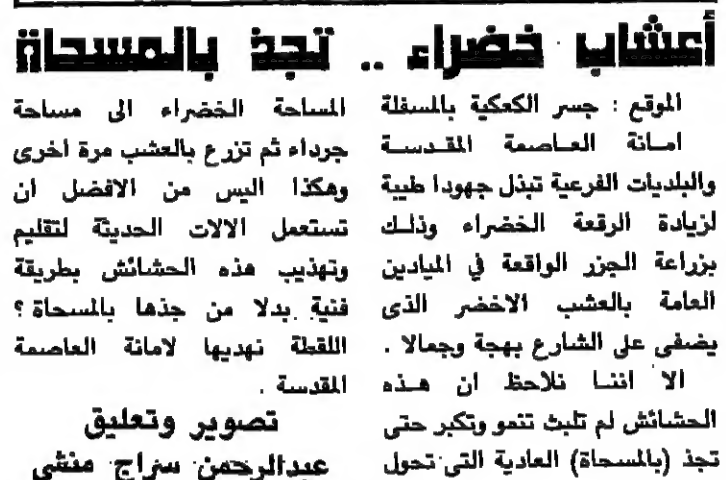 أعشاب خضراء .. تجذ بالمسحاة
الموقع : جسر الكعكية بالمسفلة
امانة العاصمة المقدسة
والبلديات الفرعية تبذل جهودا طيبة
لزيادة الرقعة الخضراء وذلك
بزراعة الجزر الواقعة في الميادين
العامة بالعشب الاخضر الذى
يضفى على الشارع بهجة وجمالا .
الا اننا نلاحظ ان هذه
الحشائش لم تلبث تنمو وتكبر حتى
تجذ (بالمسحاة) العادية التى تحول
المساحة الخضراء الى مساحة
جرداء ثم تزرع بالعشب مرة اخرى
وهكذا اليس من الافضل ان
تستعمل الالات الحديثة لتقليم
وتهذيب هذه الحشائش بطريقة
فنية بدلا من جذها بالمسحاة ؟
اللقطة نهديها لامانة العاصمة
المقدسة .
تصوير وتعليق
عبدالرحمن سراج منشى